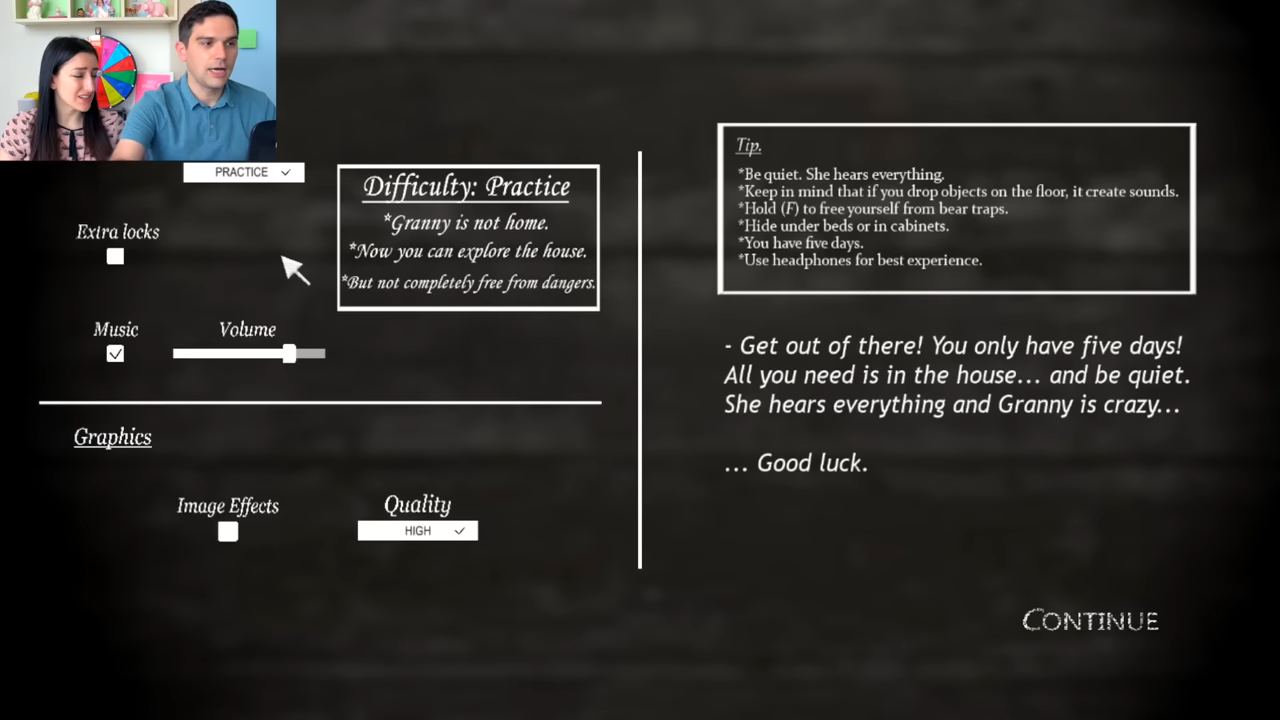 PRACTICE
Difficulty: Practice
*Granny is not home.
*Now you can explore the house.
*But not completely free from dangers.
Extra locks
Music
Volume
Graphics
Image Effects
Quality
HIGH
Tip.
*Be quiet. She hears everything.
*Keep in mind that if you drop objects on the floor, it create sounds.
*Hold (F) to free yourself from bear traps.
*Hide under beds or in cabinets.
*You have five days.
*Use headphones for best experience.
- Get out of there! You only have five days!
All you need is in the house... and be quiet.
She hears everything and Granny is crazy...
... Good luck.
CONTINUE